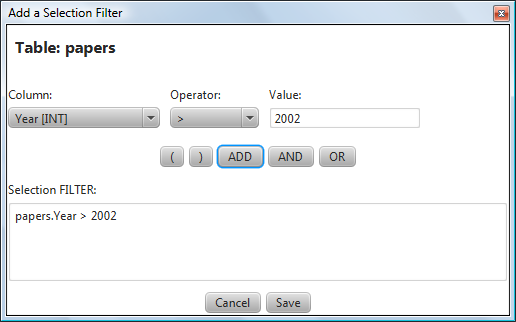 Add a Selection Filter
Table: papers
Column: Operator: Value:
Year [INT] > 2002
( ) ADD AND OR
Selection FILTER:
papers.Year > 2002
Cancel Save